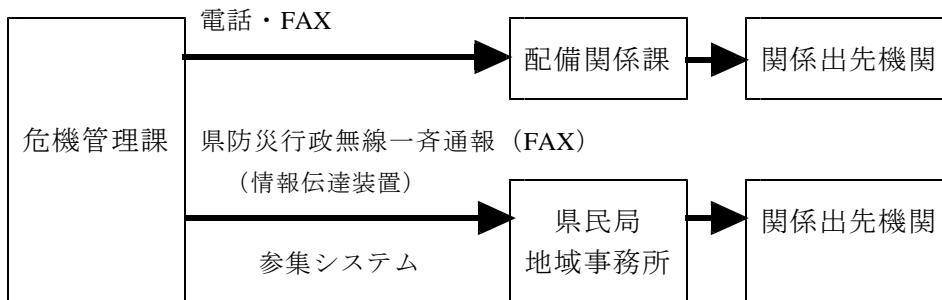 電話・FAX
配備関係課
関係出先機関
危機管理課
県防災行政無線一斉通報（FAX）
（情報伝達装置）
県民局
地域事務所
関係出先機関
参集システム